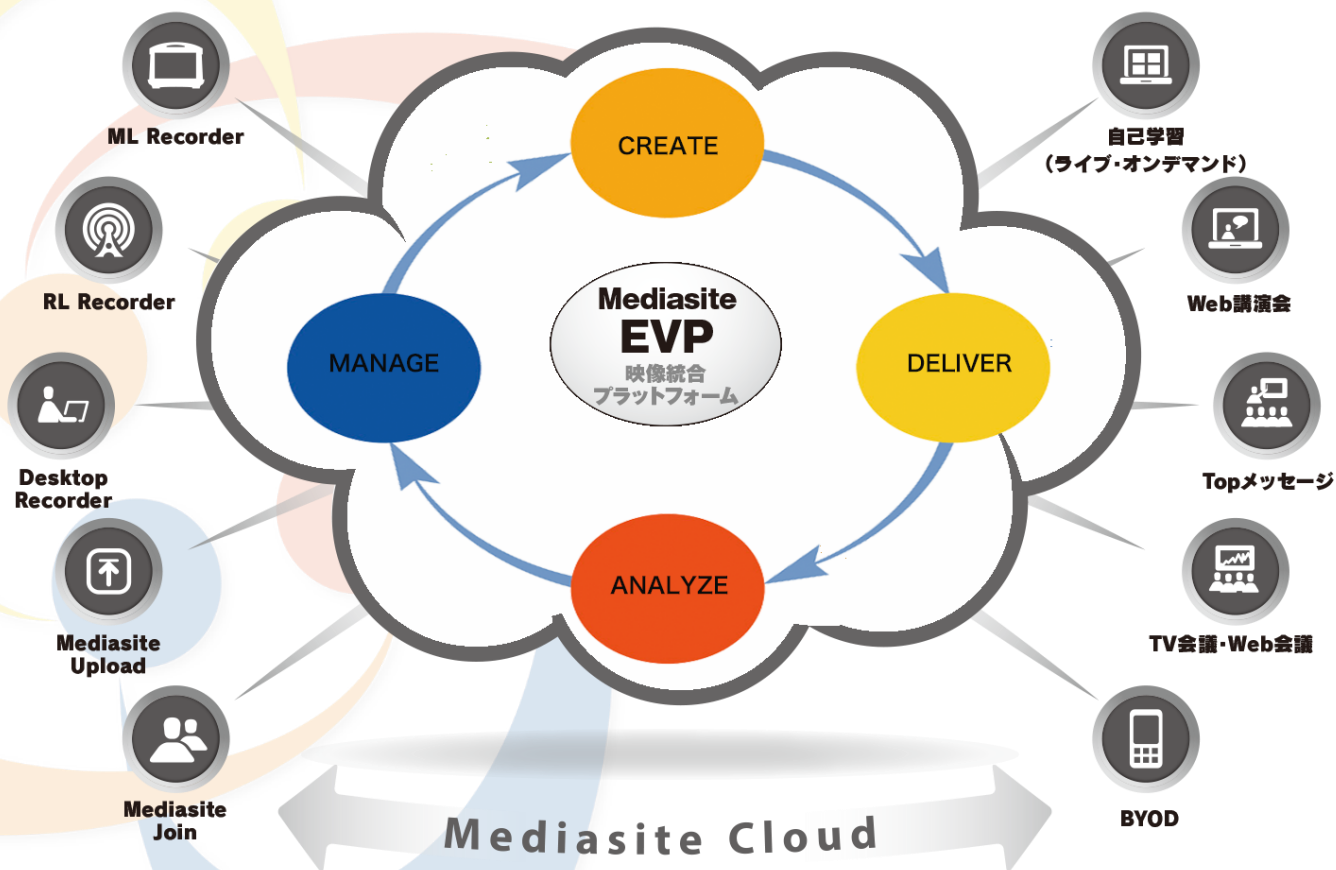 ML Recorder
RL Recorder
Desktop
Recorder
Mediasite
Upload
Mediasite
Join
CREATE
MANAGE
Mediasite
EVP
映像統合
プラットフォーム
DELIVER
ANALYZE
自己学習
（ライブ・オンデマンド）
Web講演会
Topメッセージ
TV会議・Web会議
BYOD
Mediasite Cloud